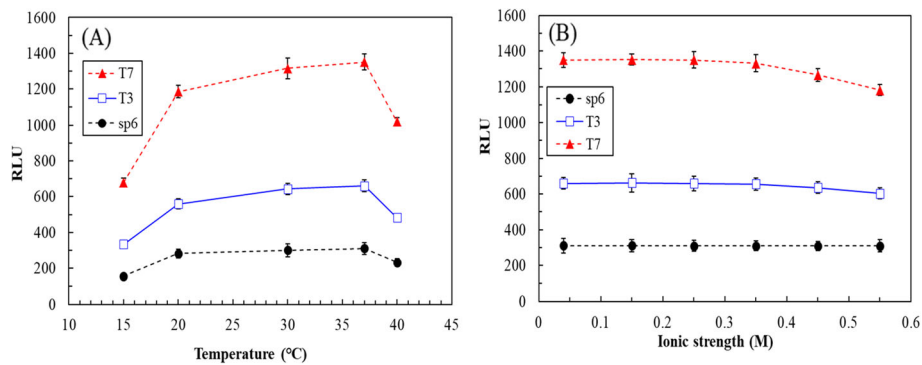 (A)
1600
1400
1200
1000
800
600
400
200
0
RLU
T7
T3
sp6
10 15 20 25 30 35 40 45
Temperature (°C)
(B)
1600
1400
1200
1000
800
600
400
200
0
RLU
sp6
T3
T7
0 0.1 0.2 0.3 0.4 0.5 0.6
Ionic strength (M)